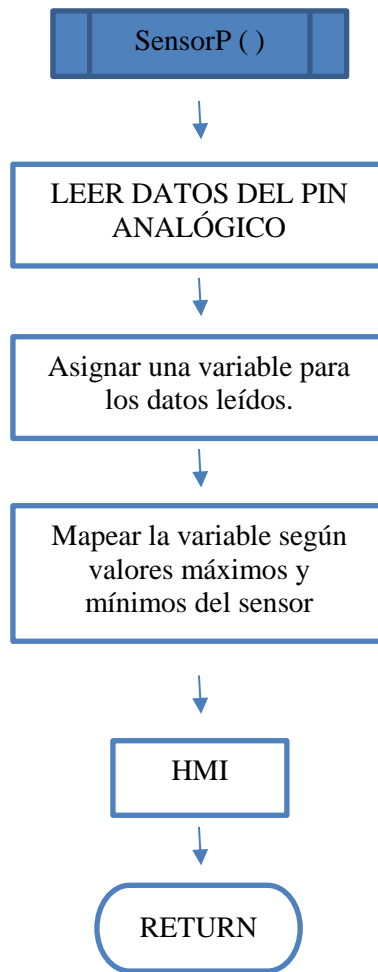 SensorP ( )
LEER DATOS DEL PIN
ANALÓGICO
Asignar una variable para
los datos leídos.
Mapear la variable según
valores máximos y
mínimos del sensor
HMI
RETURN